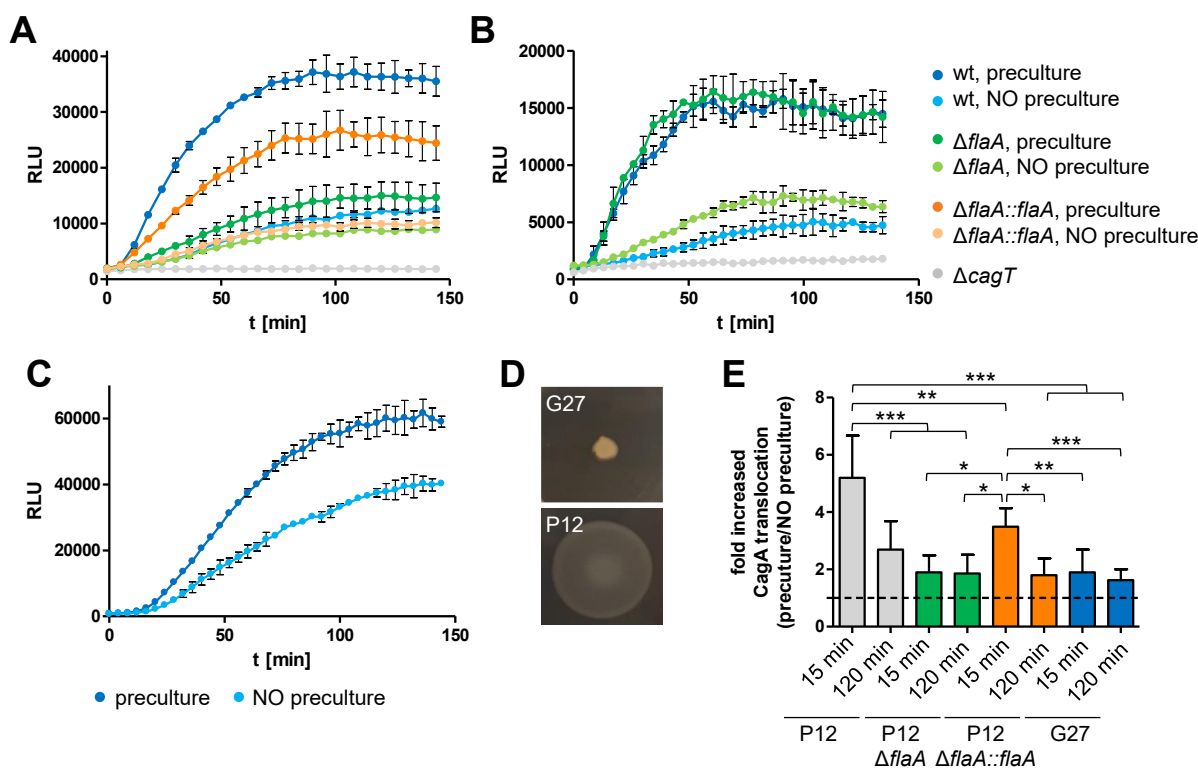 A
40000
30000
20000
10000
0
RLU
0
50
100
150
t [min]
B
20000
15000
10000
5000
0
RLU
0
50
100
150
t [min]
wt, preculture
wt, NO preculture
ΔflaA, preculture
ΔflaA, NO preculture
ΔflaA::flaA, preculture
ΔflaA::flaA, NO preculture
ΔcagT
C
60000
40000
20000
0
RLU
0
50
100
150
t [min]
preculture
NO preculture
D
G27
P12
E
fold increased
CagA translocation
(precuture/NO preculture)
8
6
4
2
0
***
**
***
***
*
**
*
*
15 min
120 min
15 min
120 min
15 min
120 min
15 min
120 min
P12
P12
ΔflaA
P12
ΔflaA::flaA
G27